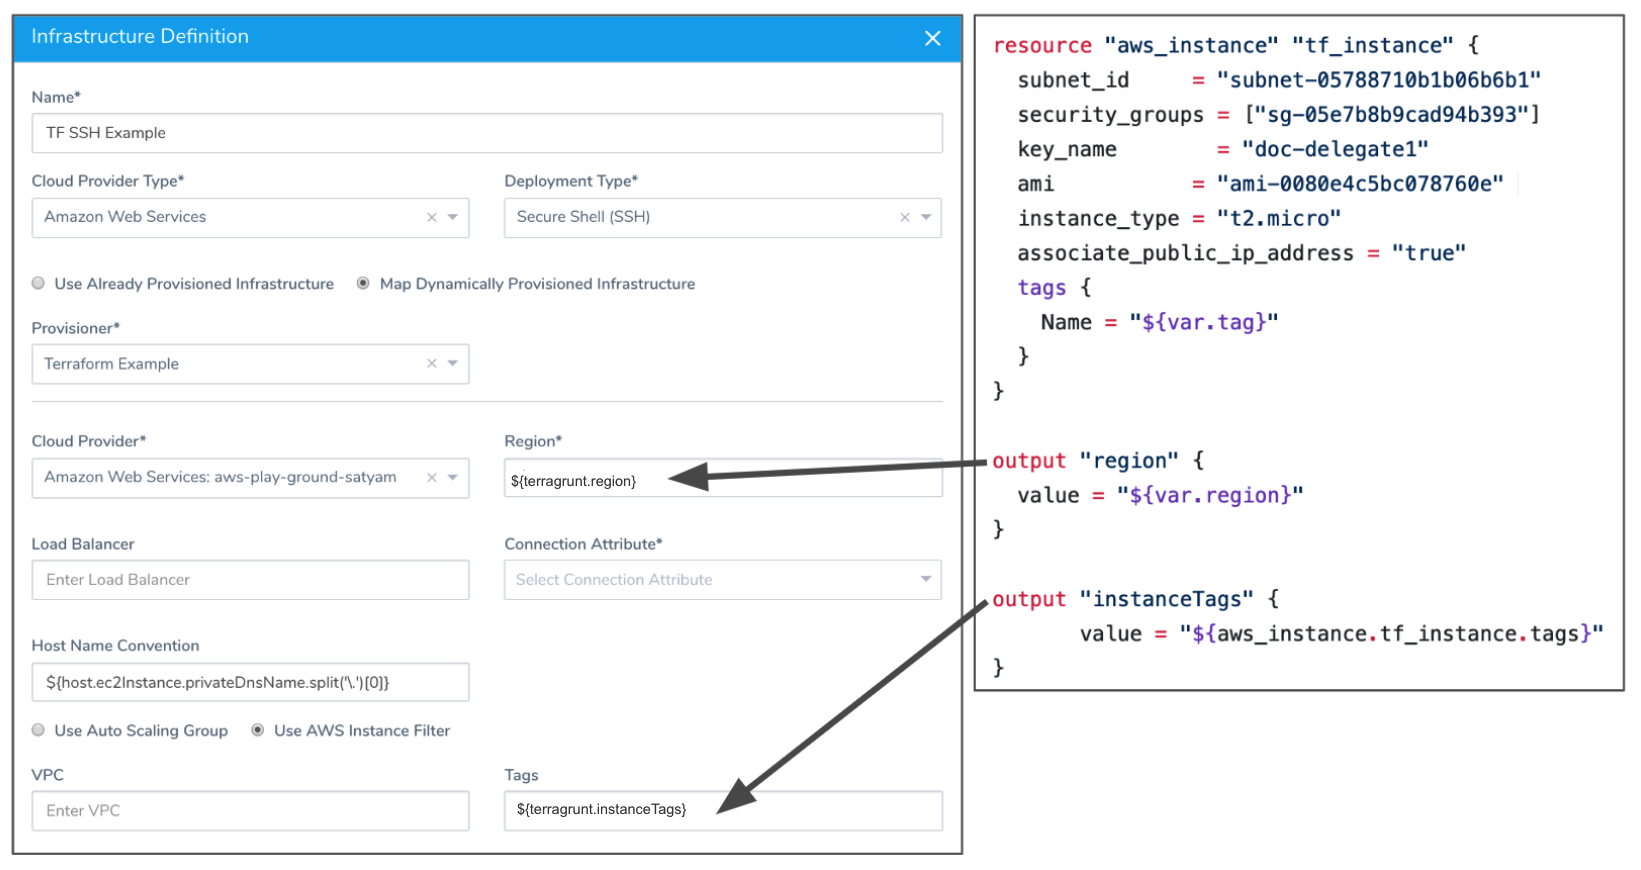 Infrastructure Definition
Name*
TF SSH Example
Cloud Provider Type*
Deployment Type*
Amazon Web Services
Secure Shell (SSH)
Use Already Provisioned Infrastructure
Map Dynamically Provisioned Infrastructure
Provisioner*
Terraform Example
Cloud Provider*
Region*
Amazon Web Services: aws-play-ground-satyam
${terragrunt.region}
Load Balancer
Connection Attribute*
Enter Load Balancer
Select Connection Attribute
Host Name Convention
${host.ec2Instance.privateDnsName.split('\.')[0]}
Use Auto Scaling Group
Use AWS Instance Filter
VPC
Tags
Enter VPC
${terragrunt.instanceTags}
resource "aws_instance" "tf_instance" {
subnet_id = "subnet-05788710b1b06b6b1"
security_groups = ["sg-05e7b8b9cad94b393"]
key_name = "doc-delegate1"
ami = "ami-0080e4c5bc078760e"
instance_type = "t2.micro"
associate_public_ip_address = "true"
tags {
Name = "${var.tag}"
}
}
output "region" {
value = "${var.region}"
}
output "instanceTags" {
value = "${aws_instance.tf_instance.tags}"
}